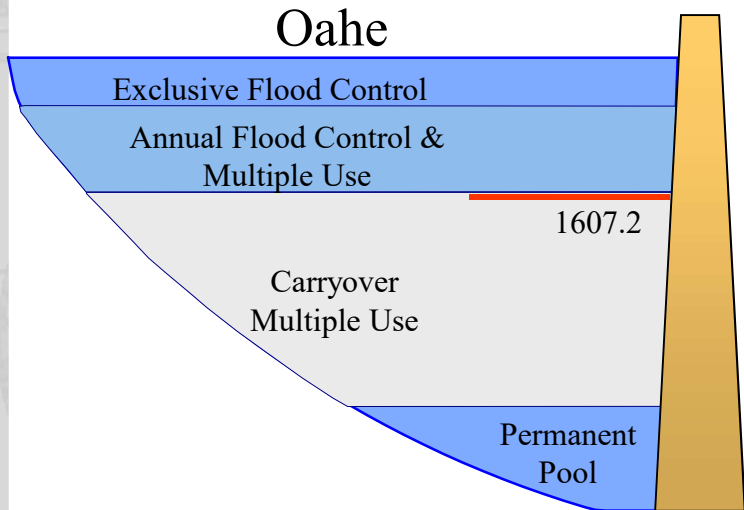 Oahe
Exclusive Flood Control
Annual Flood Control &
Multiple Use
1607.2
Carryover
Multiple Use
Permanent
Pool